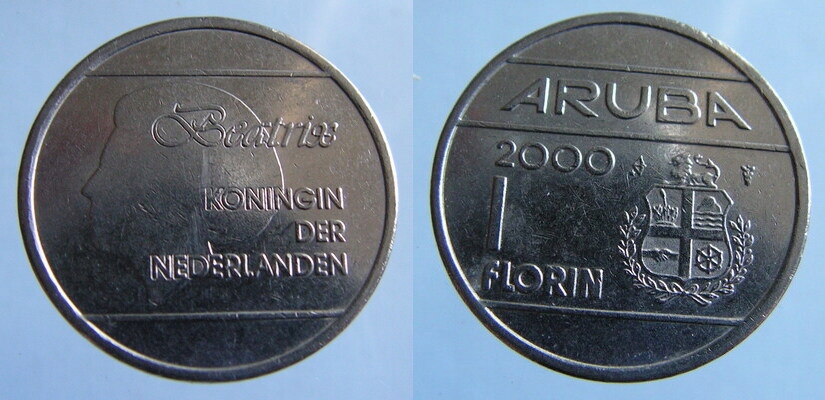 Beatrix
KONINGIN
DER
NEDERLANDEN
ARUBA
2000
1
FLORIN